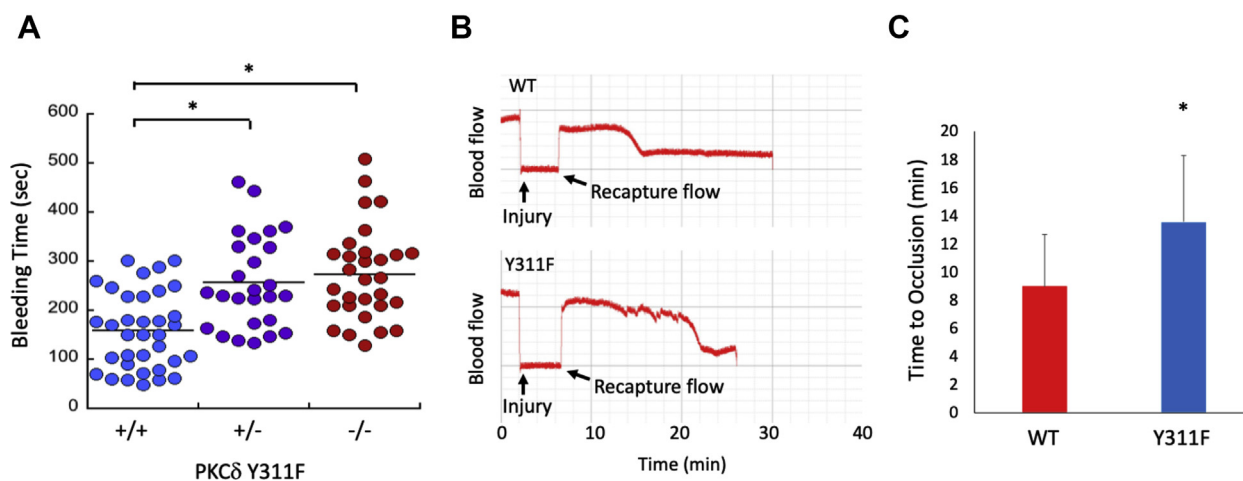 A
*
*
600
500
400
300
200
100
0
Bleeding Time (sec)
+/+
+/-
-/-
PKCδ Y311F
B
WT
Blood flow
Recapture flow
Injury
Y311F
Blood flow
Recapture flow
Injury
0 10 20 30 40
Time (min)
C
*
20
18
16
14
12
10
8
6
4
2
0
Time to Occlusion (min)
WT
Y311F